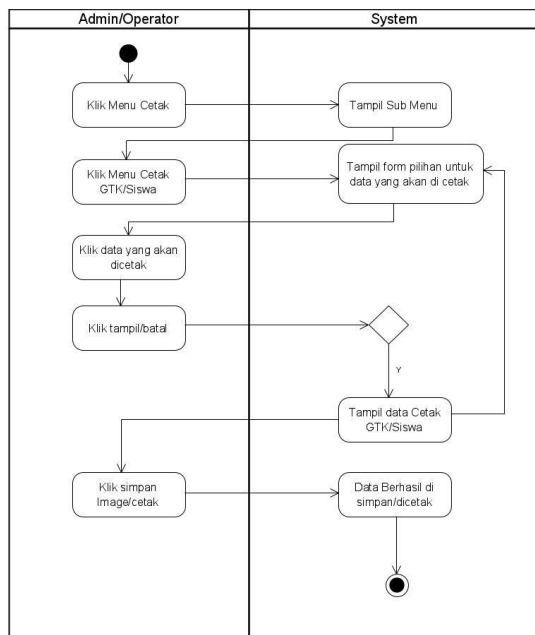 Admin/Operator
System
Klik Menu Cetak
Tampil Sub Menu
Klik Menu Cetak
GTK/Siswa
Tampil form pilihan untuk
data yang akan di cetak
Klik data yang akan
dicetak
Klik tampil/batal
Y
Tampil data Cetak
GTK/Siswa
Klik simpan
Image/cetak
Data Berhasil di
simpan/dicetak